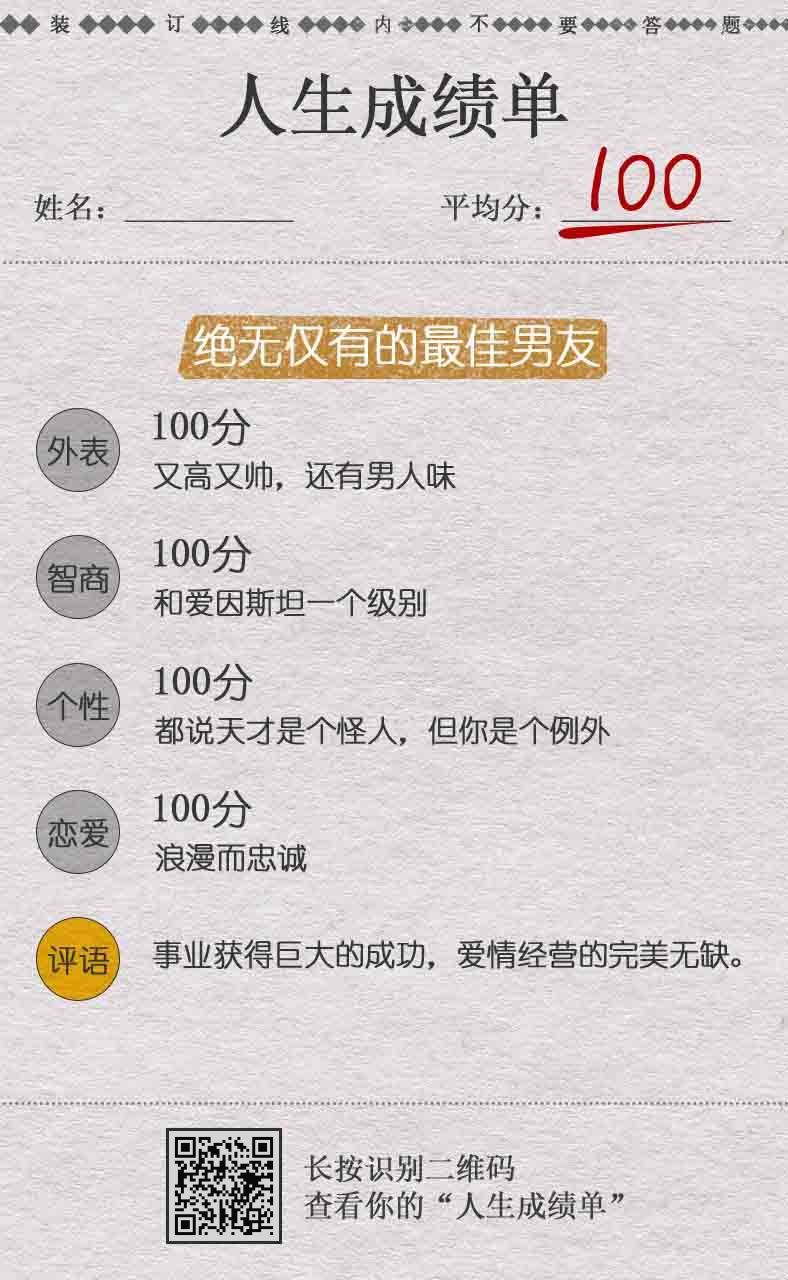 装订线内不要答题
人生成绩单
姓名： 平均分：100
绝无仅有的最佳男友
外表
100分
又高又帅，还有男人味
智商
100分
和爱因斯坦一个级别
个性
100分
都说天才是个怪人，但你是个例外
恋爱
100分
浪漫而忠诚
评语
事业获得巨大的成功，爱情经营的完美无缺。
长按识别二维码
查看你的“人生成绩单”